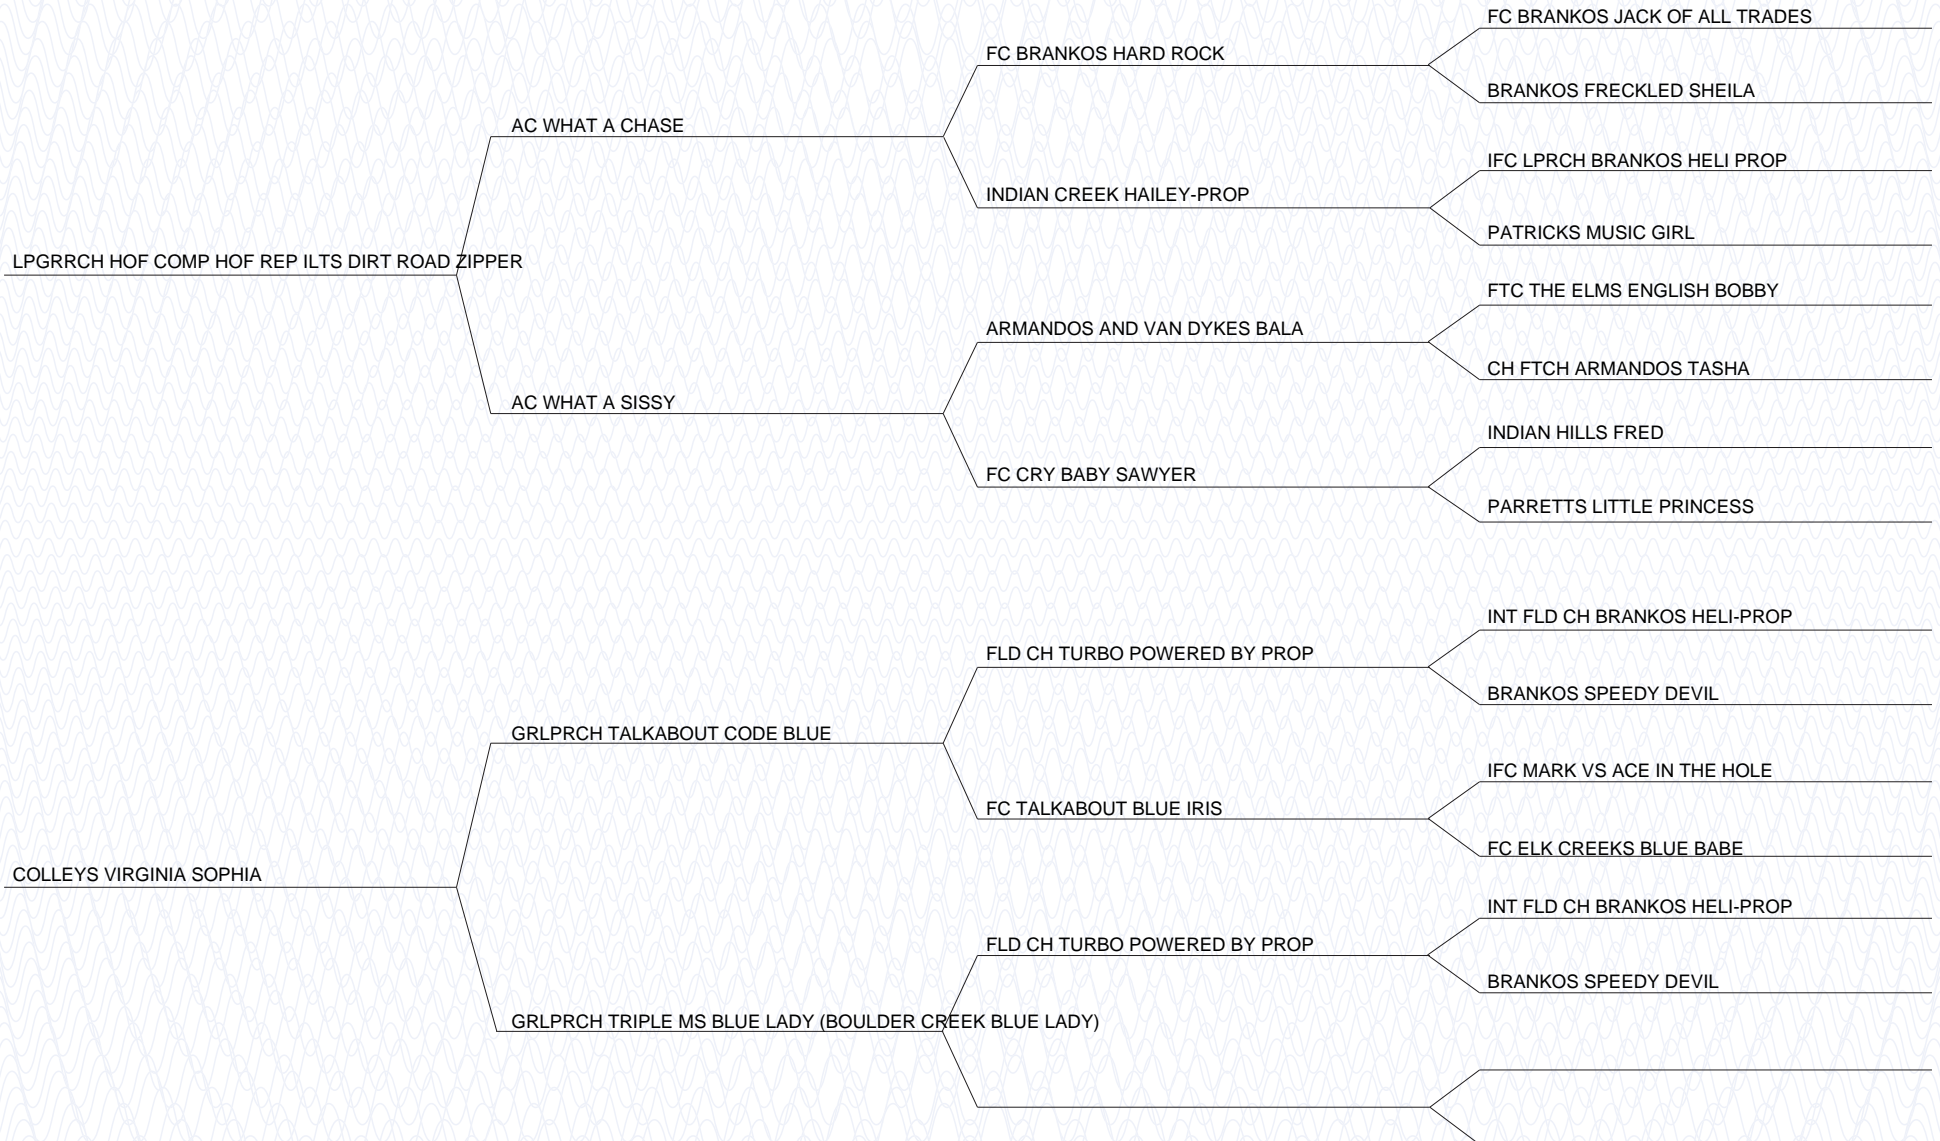 FC BRANKOS JACK OF ALL TRADES
FC BRANKOS HARD ROCK
BRANKOS FRECKLED SHEILA
AC WHAT A CHASE
IFC LPRCH BRANKOS HELI PROP
INDIAN CREEK HAILEY-PROP
PATRICKS MUSIC GIRL
LPGRRCH HOF COMP HOF REP ILTS DIRT ROAD ZIPPER
FTC THE ELMS ENGLISH BOBBY
ARMANDOS AND VAN DYKES BALA
CH FTCH ARMANDOS TASHA
AC WHAT A SISSY
INDIAN HILLS FRED
FC CRY BABY SAWYER
PARRETTS LITTLE PRINCESS
INT FLD CH BRANKOS HELI-PROP
FLD CH TURBO POWERED BY PROP
BRANKOS SPEEDY DEVIL
GRLPRCH TALKABOUT CODE BLUE
IFC MARK VS ACE IN THE HOLE
FC TALKABOUT BLUE IRIS
FC ELK CREEKS BLUE BABE
COLLEYS VIRGINIA SOPHIA
INT FLD CH BRANKOS HELI-PROP
FLD CH TURBO POWERED BY PROP
BRANKOS SPEEDY DEVIL
GRLPRCH TRIPLE MS BLUE LADY (BOULDER CREEK BLUE LADY)